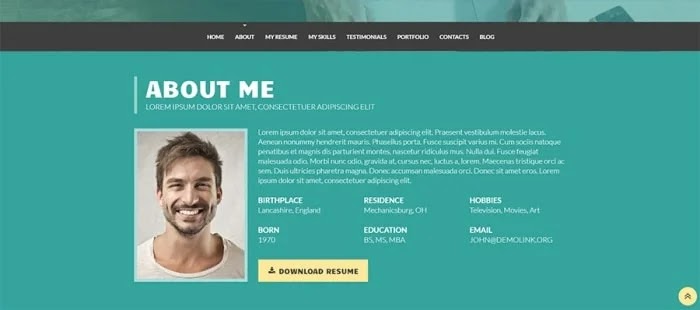 HOME ABOUT MY RESUME MY SKILLS TESTIMONIALS PORTFOLIO CONTACTS BLOG
ABOUT ME
LOREM IPSUM DOLOR SIT AMET, CONSECTETUER ADIPISCING ELIT
Lorem ipsum dolor sit amet, consectetuer adipiscing elit. Praesent vestibulum molestie lacus.
Aenean nonummy hendrerit mauris. Phasellus porta. Fusce suscipit varius mi. Cum sociis natoque
penatibus et magnis dis parturient montes, nascetur ridiculus mus. Nulla dui. Fusce feugiat
malesuada odio. Morbi nunc odio, gravida at, cursus nec, luctus a, lorem. Maecenas tristique orci ac
sem. Duis ultricies pharetra magna. Donec accumsan malesuada orci. Donec sit amet eros. Lorem
ipsum dolor sit amet, consectetuer adipiscing elit.
BIRTHPLACE RESIDENCE HOBBIES
Lancashire, England Mechanicsburg, OH Television, Movies, Art
BORN EDUCATION EMAIL
1970 BS, MS, MBA JOHN@DEMOLINK.ORG
DOWNLOAD RESUME